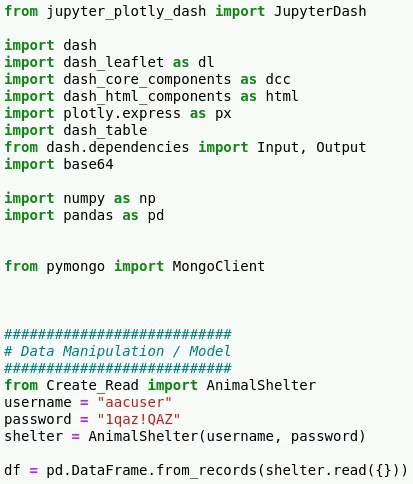 from jupyter_plotly_dash import JupyterDash
import dash
import dash_leaflet as dl
import dash_core_components as dcc
import dash_html_components as html
import plotly.express as px
import dash_table
from dash.dependencies import Input, Output
import base64
import numpy as np
import pandas as pd
from pymongo import MongoClient
###########################
# Data Manipulation / Model
###########################
from Create_Read import AnimalShelter
username = "aacuser"
password = "1qaz!QAZ"
shelter = AnimalShelter(username, password)
df = pd.DataFrame.from_records(shelter.read({}))